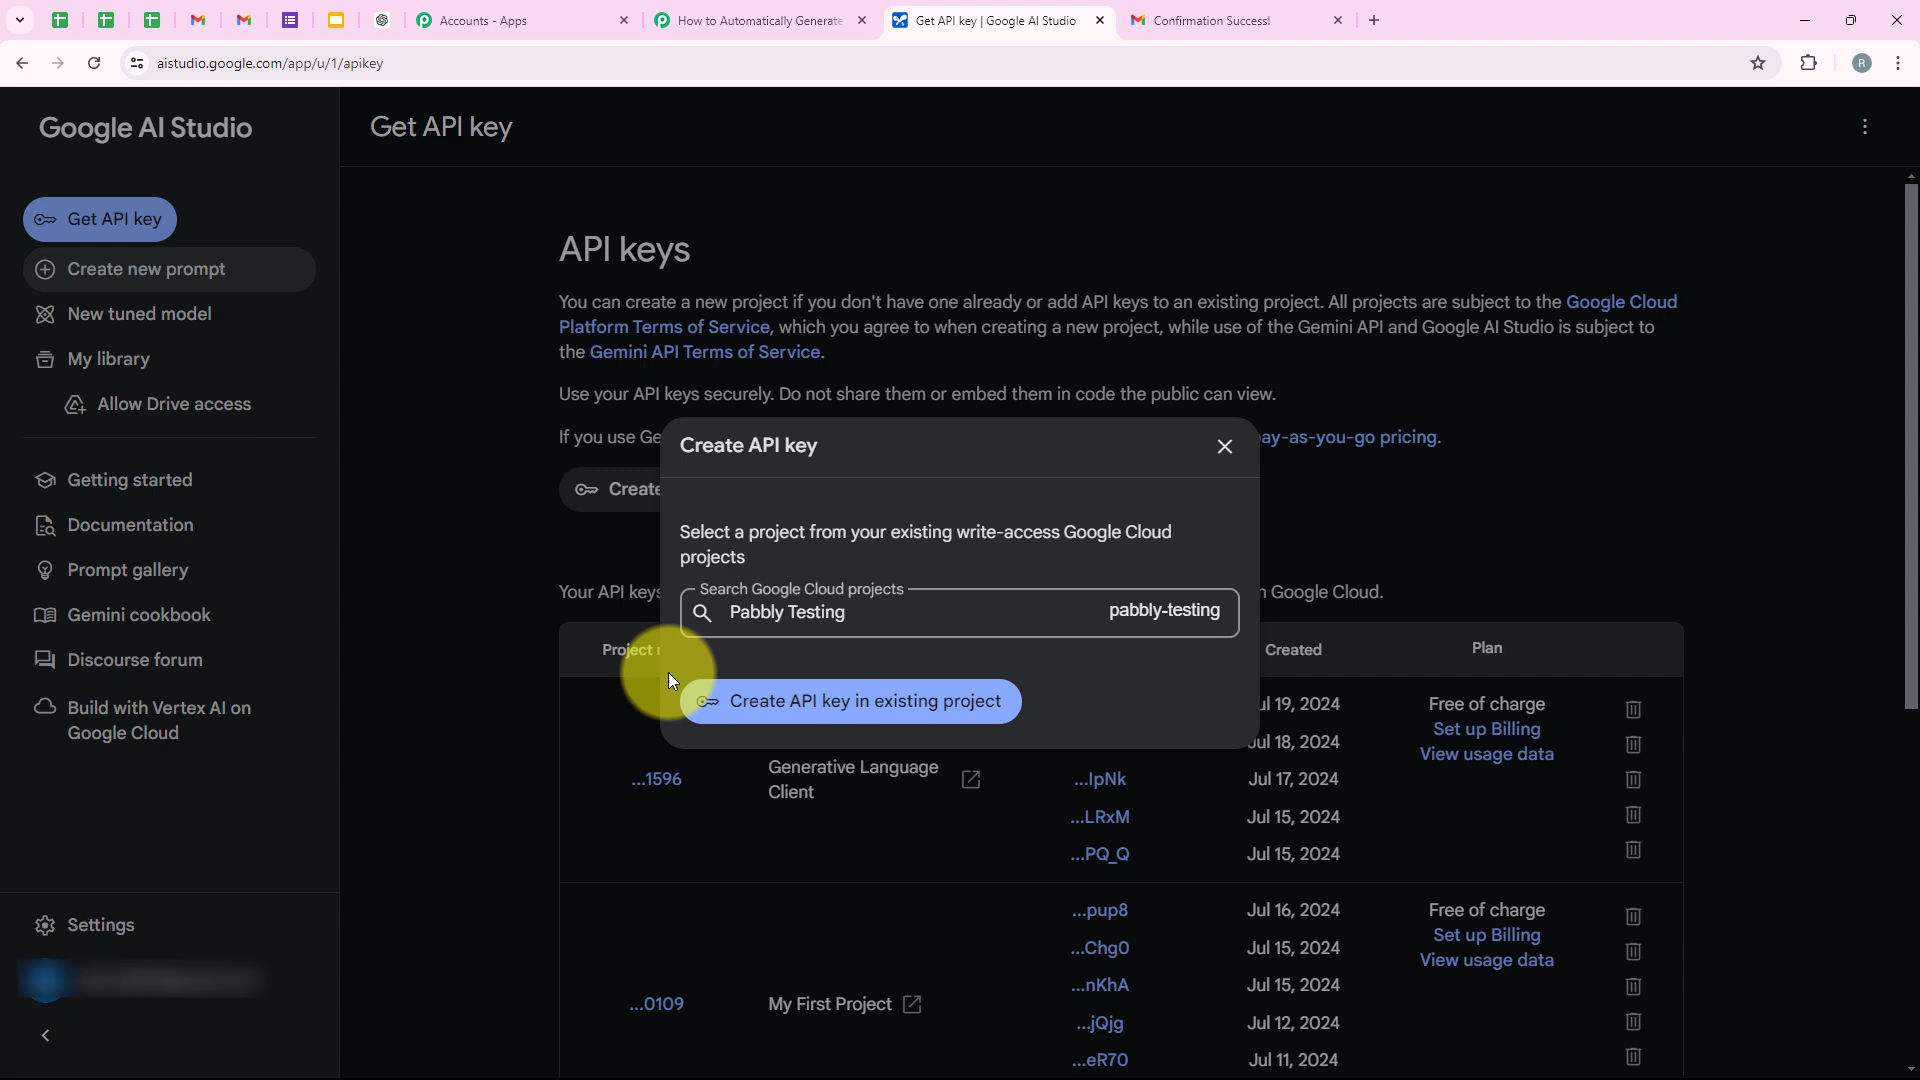 Accounts - Apps
How to Automatically Generate
Get API key | Google AI Studio
Confirmation Success!
aistudio.google.com/app/u/1/apikey
R
Google AI Studio
Get API key
Get API key
Create new prompt
New tuned model
My library
Allow Drive access
Getting started
Documentation
Prompt gallery
Gemini cookbook
Discourse forum
Build with Vertex AI on
Google Cloud
Settings
API keys
You can create a new project if you don't have one already or add API keys to an existing project. All projects are subject to the Google Cloud
Platform Terms of Service, which you agree to when creating a new project, while use of the Gemini API and Google AI Studio is subject to
the Gemini API Terms of Service.
Use your API keys securely. Do not share them or embed them in code the public can view.
If you use Ge
ay-as-you-go pricing.
Create
Create API key
Select a project from your existing write-access Google Cloud
projects
Search Google Cloud projects
Pabbly Testing pabbly-testing
Create API key in existing project
Your API keys
Google Cloud.
Project
Created
Plan
19, 2024
Free of charge
Set up Billing
Jul 18, 2024
View usage data
...1596
Generative Language
Client
...IpNk Jul 17, 2024
...LRxM Jul 15, 2024
...PQ_Q Jul 15, 2024
...pup8 Jul 16, 2024
Free of charge
Set up Billing
...Chg0 Jul 15, 2024
View usage data
...nKhA Jul 15, 2024
...0109 My First Project
...jQjg Jul 12, 2024
...eR70 Jul 11, 2024